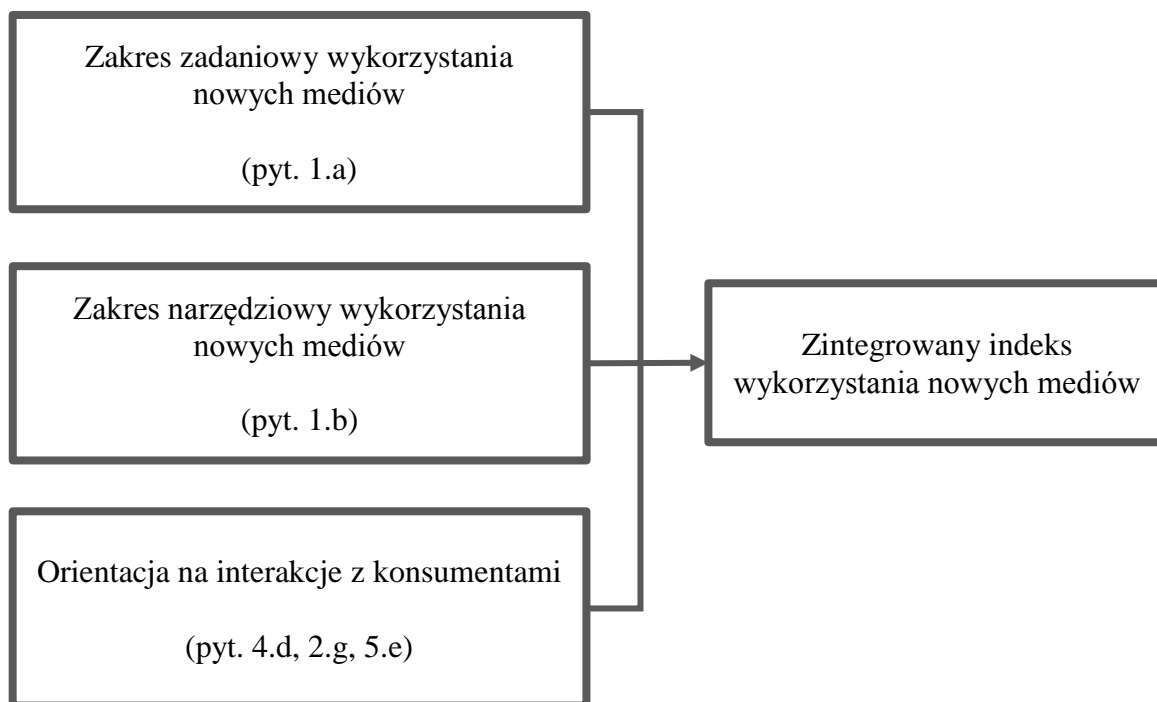 Zakres zadaniowy wykorzystania
nowych mediów
(pyt. 1.a)
Zakres narzędziowy wykorzystania
nowych mediów
(pyt. 1.b)
Orientacja na interakcje z konsumentami
(pyt. 4.d, 2.g, 5.e)
Zintegrowany indeks
wykorzystania nowych mediów